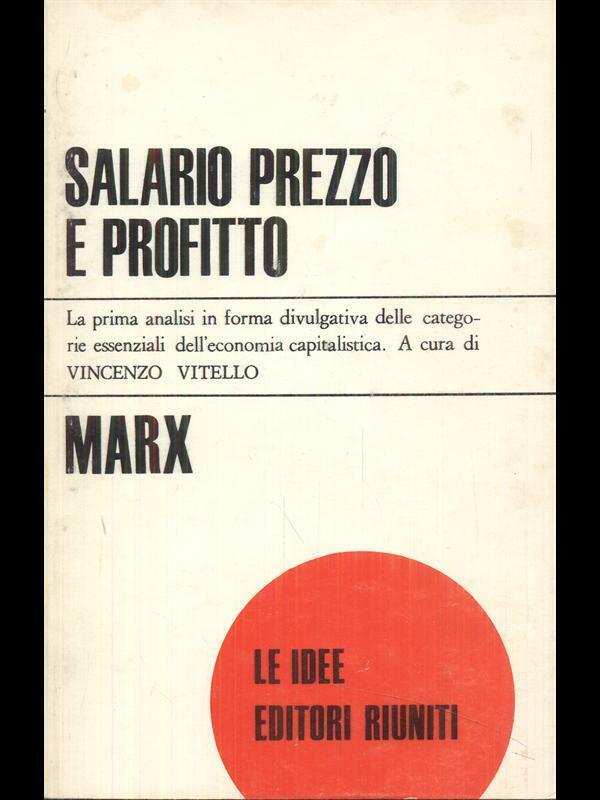 SALARIO PREZZO
E PROFITTO
La prima analisi in forma divulgativa delle catego-
rie essenziali dell'economia capitalistica. A cura di
VINCENZO VITELLO
MARX
LE IDEE
EDITORI RIUNITI